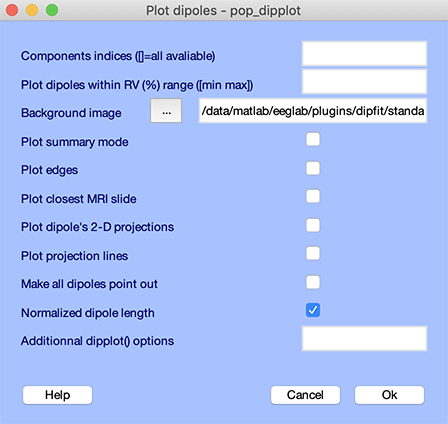 Plot dipoles - pop_dipplot
Components indices ([]=all avaliable)
Plot dipoles within RV (%) range ([min max])
Background image ... /data/matlab/eeglab/plugins/dipfit/standa
Plot summary mode
Plot edges
Plot closest MRI slide
Plot dipole's 2-D projections
Plot projection lines
Make all dipoles point out
Normalized dipole length
Additionnal dipplot() options
Help Cancel Ok